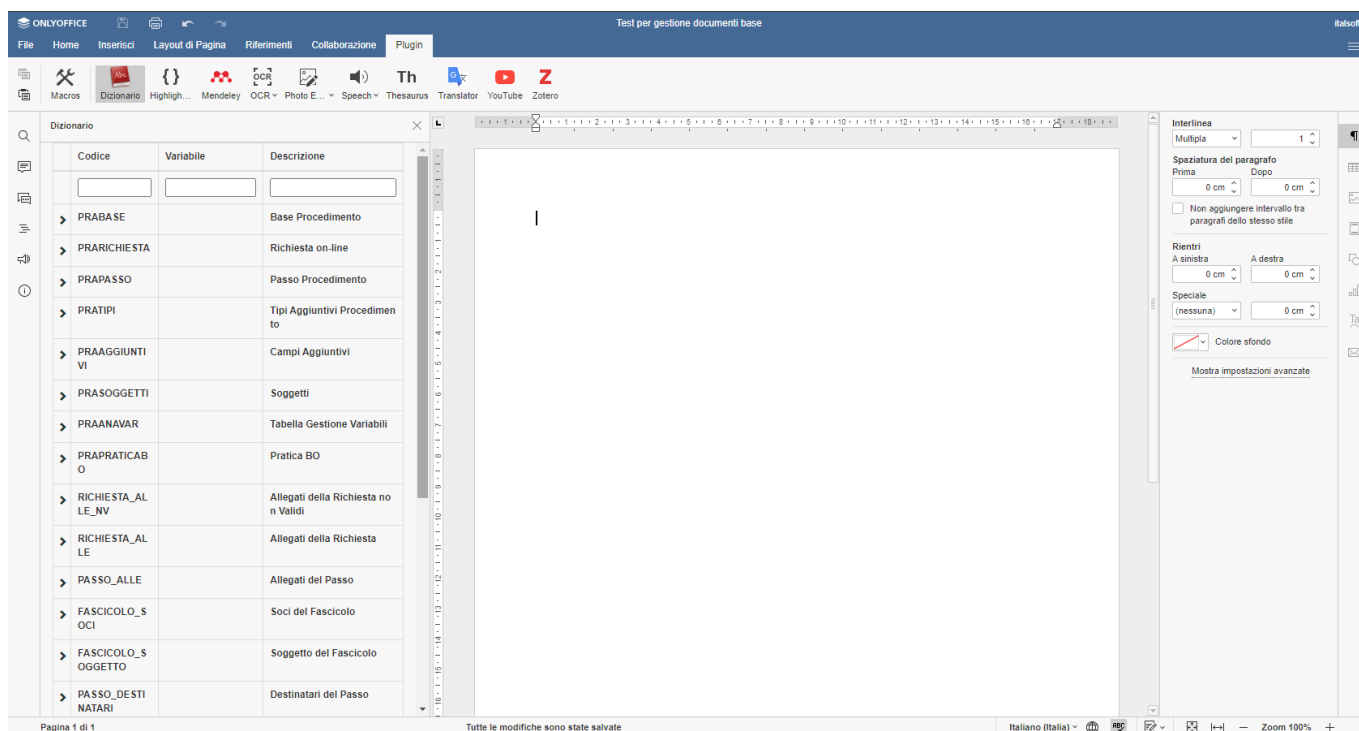 ONLYOFFICE
Test per gestione documenti base
italsoft
File Home Inserisci Layout di Pagina Riferimenti Collaborazione Plugin
Macros Dizionario Highligh... Mendeley OCR Photo E... Speech Thesaurus Translator YouTube Zotero
Dizionario
Codice Variabile Descrizione
PRABASE Base Procedimento
PRARICHIESTA Richiesta on-line
PRAPASSO Passo Procedimento
PRATIPI Tipi Aggiuntivi Procedimen
to
PRAAGGIUNTI Campi Aggiuntivi
VI
PRASOGGETTI Soggetti
PRAANAVAR Tabella Gestione Variabili
PRAPRATICAB Pratica BO
O
RICHIESTA_AL Allegati della Richiesta no
LE_NV n Validi
RICHIESTA_AL Allegati della Richiesta
LE
PASSO_ALLE Allegati del Passo
FASCICOLO_S Soci del Fascicolo
OCI
FASCICOLO_S Soggetto del Fascicolo
OGGETTO
PASSO_DESTI Destinatari del Passo
NATARI
Interlinea
Multipla 1
Spaziatura del paragrafo
Prima Dopo
0 cm 0 cm
Non aggiungere intervallo tra
paragrafi dello stesso stile
Rientri
A sinistra A destra
0 cm 0 cm
Speciale
(nessuna) 0 cm
Colore sfondo
Mostra impostazioni avanzate
Pagina 1 di 1 Tutte le modifiche sono state salvate Italiano (Italia) ABC Zoom 100%